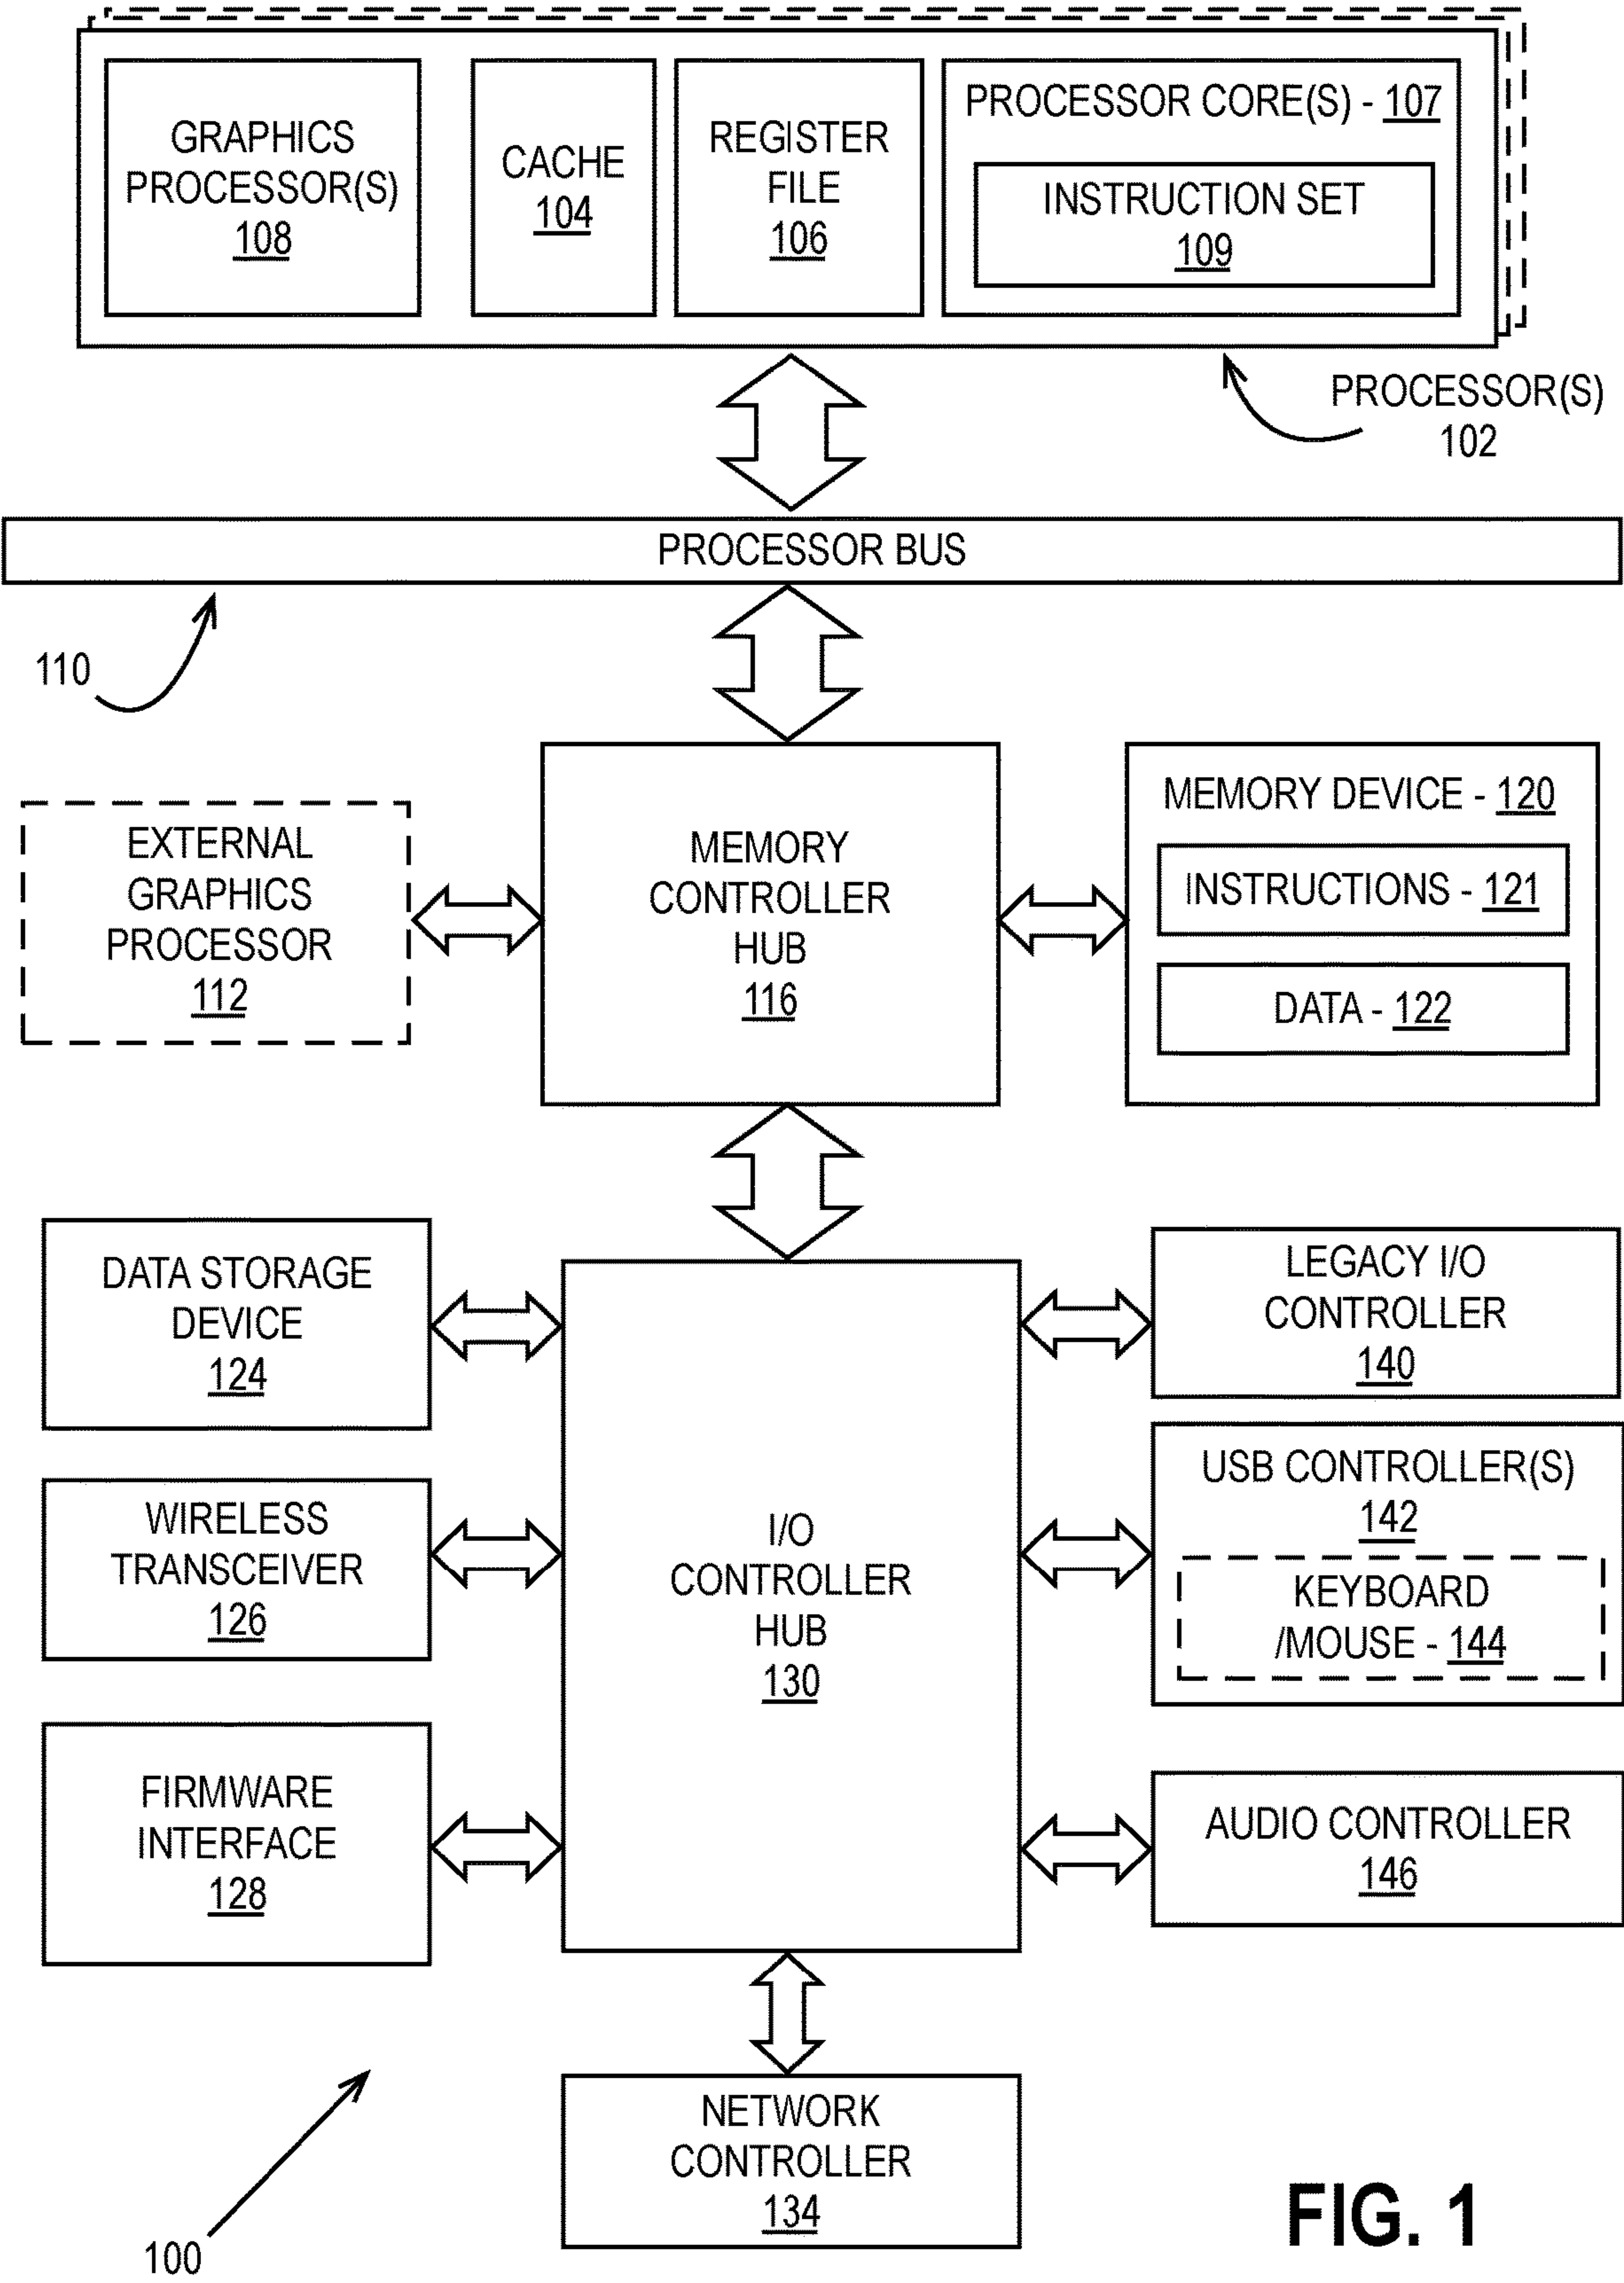 GRAPHICS
PROCESSOR(S)
108
CACHE
104
REGISTER
FILE
106
PROCESSOR CORE(S) - 107
INSTRUCTION SET
109
PROCESSOR(S)
102
PROCESSOR BUS
110
EXTERNAL
GRAPHICS
PROCESSOR
112
MEMORY
CONTROLLER
HUB
116
MEMORY DEVICE - 120
INSTRUCTIONS - 121
DATA - 122
DATA STORAGE
DEVICE
124
WIRELESS
TRANSCEIVER
126
FIRMWARE
INTERFACE
128
I/O
CONTROLLER
HUB
130
LEGACY I/O
CONTROLLER
140
USB CONTROLLER(S)
142
KEYBOARD
/MOUSE - 144
AUDIO CONTROLLER
146
NETWORK
CONTROLLER
134
100
FIG. 1